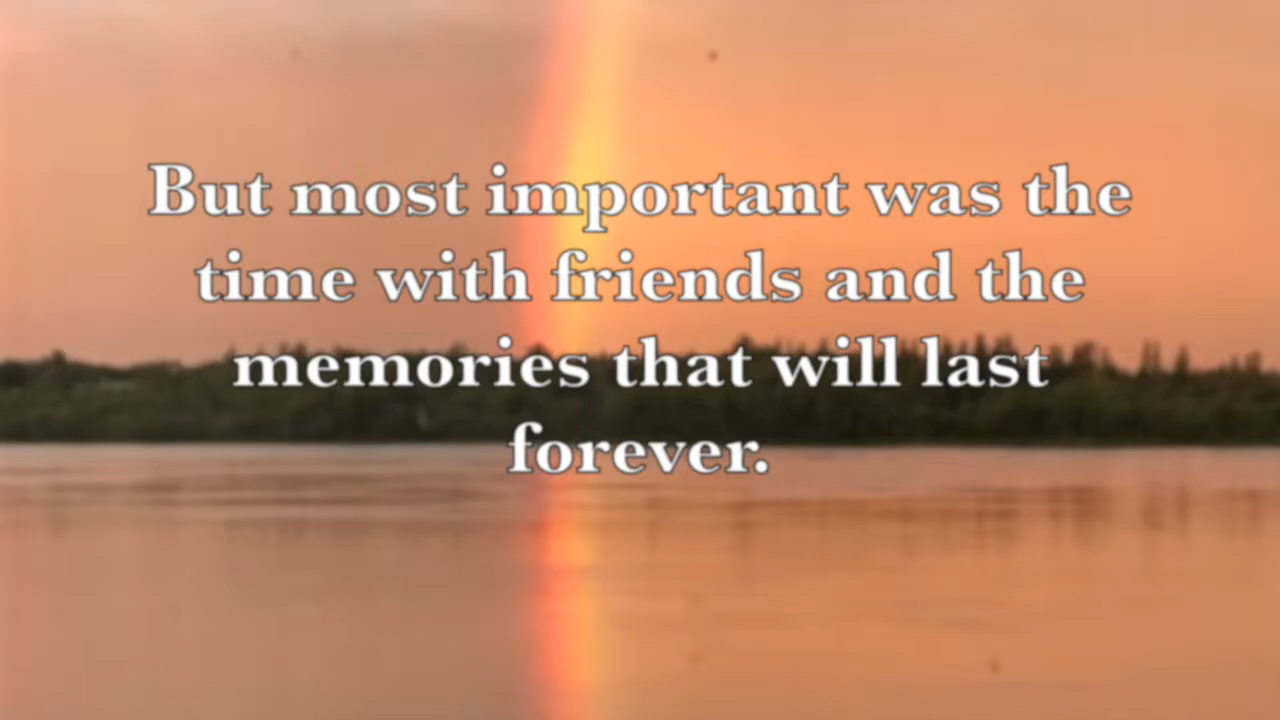 But most important was the
time with friends and the
memories that will last
forever.